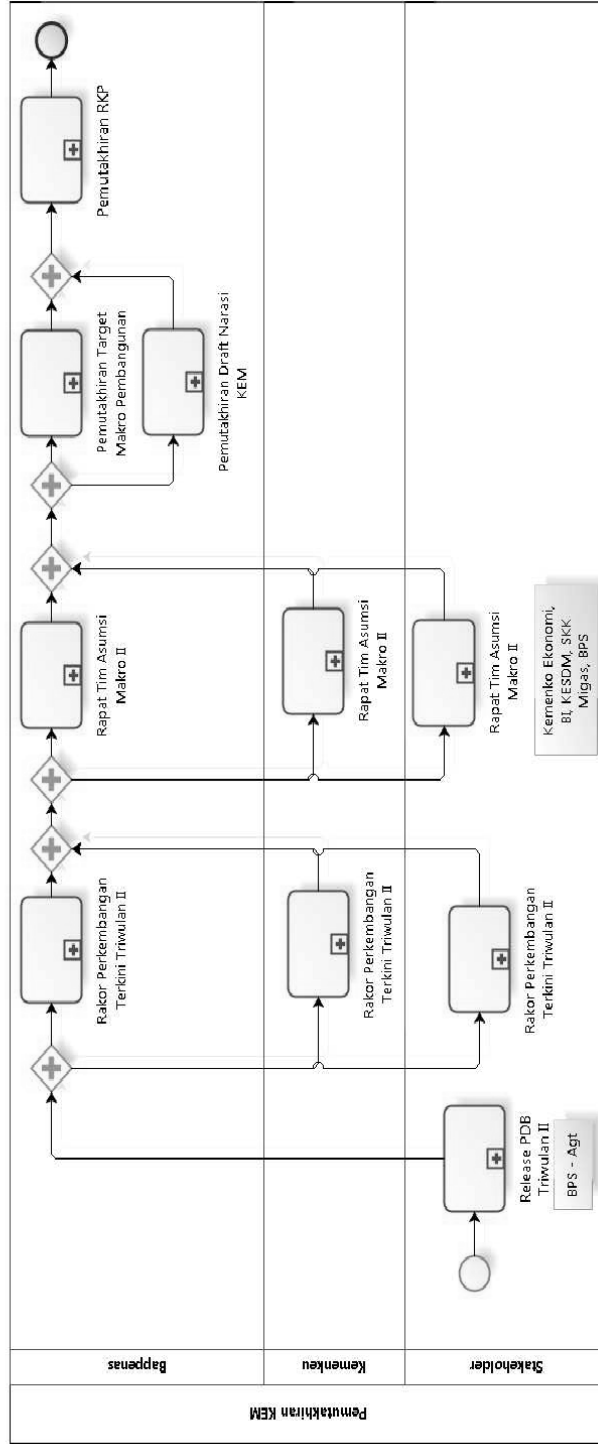 Pemutakhiran KEM
Bappenas
Kemenkeu
Stakeholder
Rakor Perkembangan
Terkini Triwulan II
Rapat Tim Asumsi
Makro II
Pemutakhiran Target
Makro Pembangunan
Pemutakhiran Draft Narasi
KEM
Pemutakhiran RKP
Rakor Perkembangan
Terkini Triwulan II
Rapat Tim Asumsi
Makro II
Release PDB
Triwulan II
BPS - Agt
Rakor Perkembangan
Terkini Triwulan II
Rapat Tim Asumsi
Makro II
Kemenko Ekonomi,
BI, KESDM, SKK
Migas, BPS